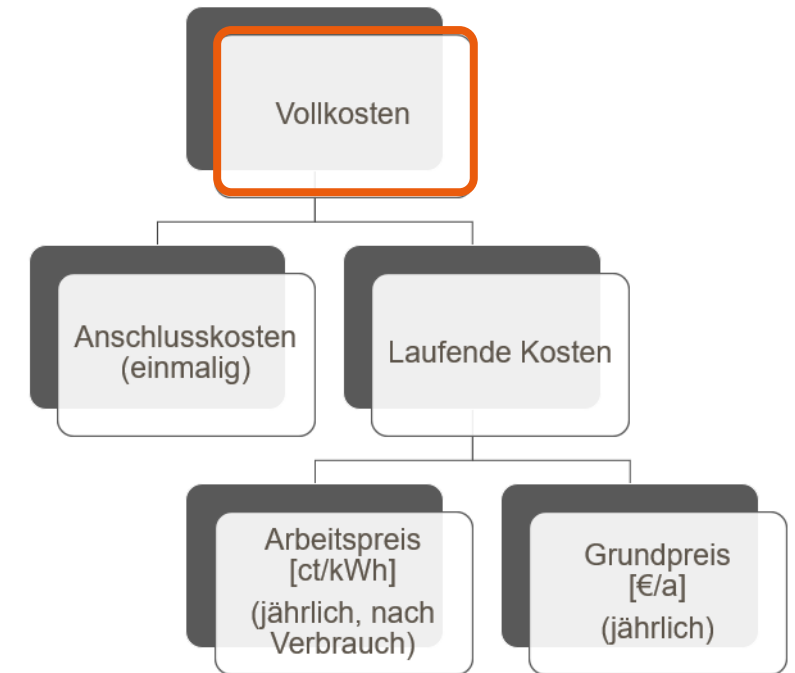 Vollkosten
Anschlusskosten
(einmalig)
Laufende Kosten
Arbeitspreis
[ct/kWh]
(jährlich, nach
Verbrauch)
Grundpreis
[€/a]
(jährlich)